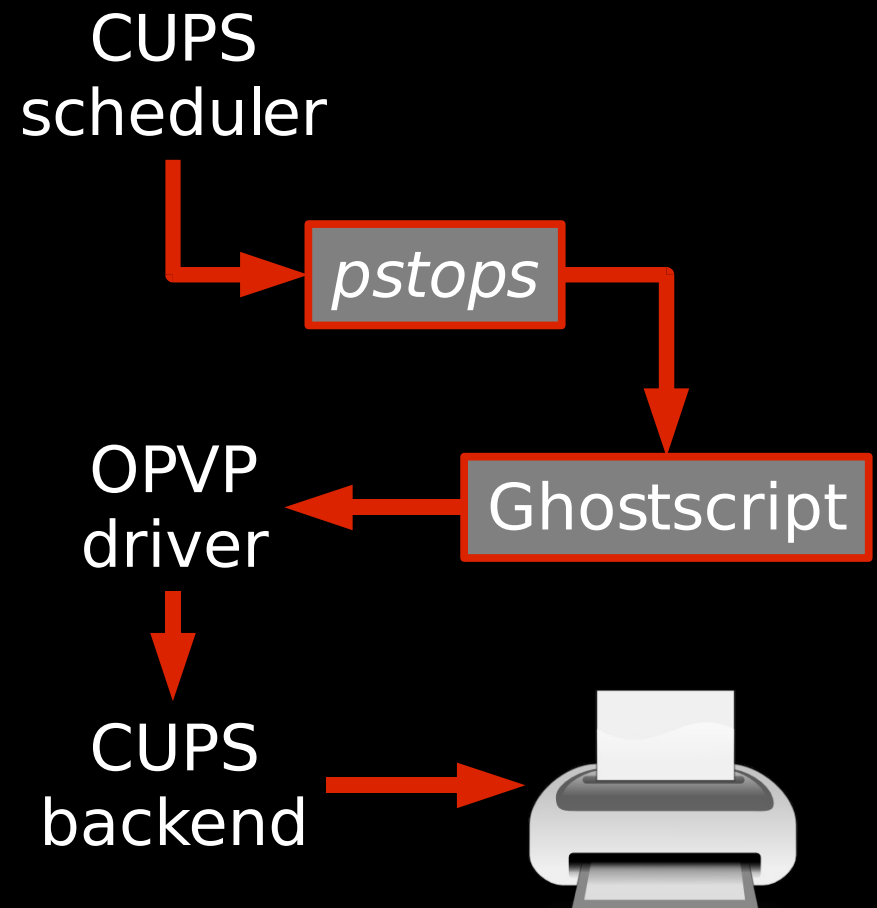 CUPS
scheduler
pstops
Ghostscript
OPVP
driver
CUPS
backend